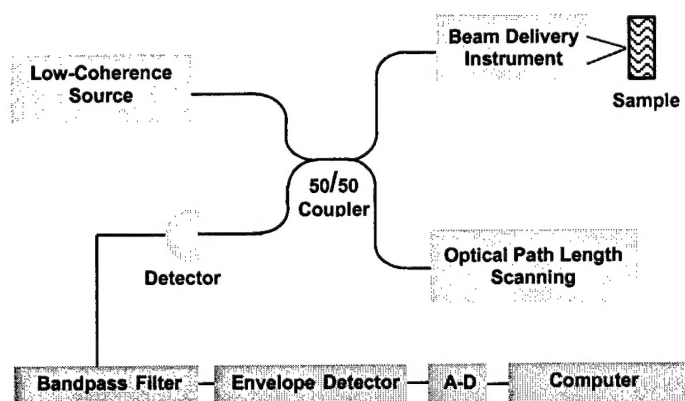 Low-Coherence
Source
Beam Delivery
Instrument
Sample
50/50
Coupler
Detector
Optical Path Length
Scanning
Bandpass Filter
Envelope Detector
A-D
Computer